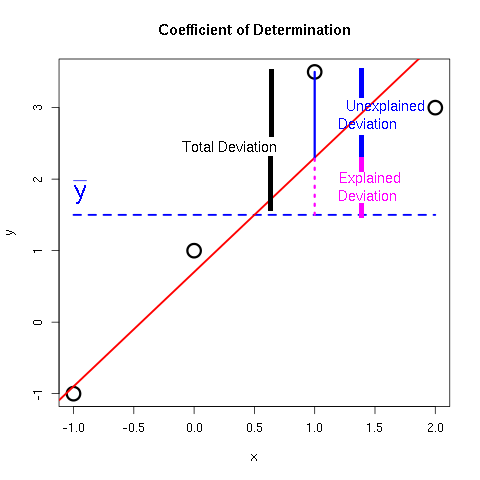 Coefficient of Determination
Unexplained
Deviation
Total Deviation
Explained
Deviation
y̅
3
2
1
0
-1
y
-1.0 -0.5 0.0 0.5 1.0 1.5 2.0
x